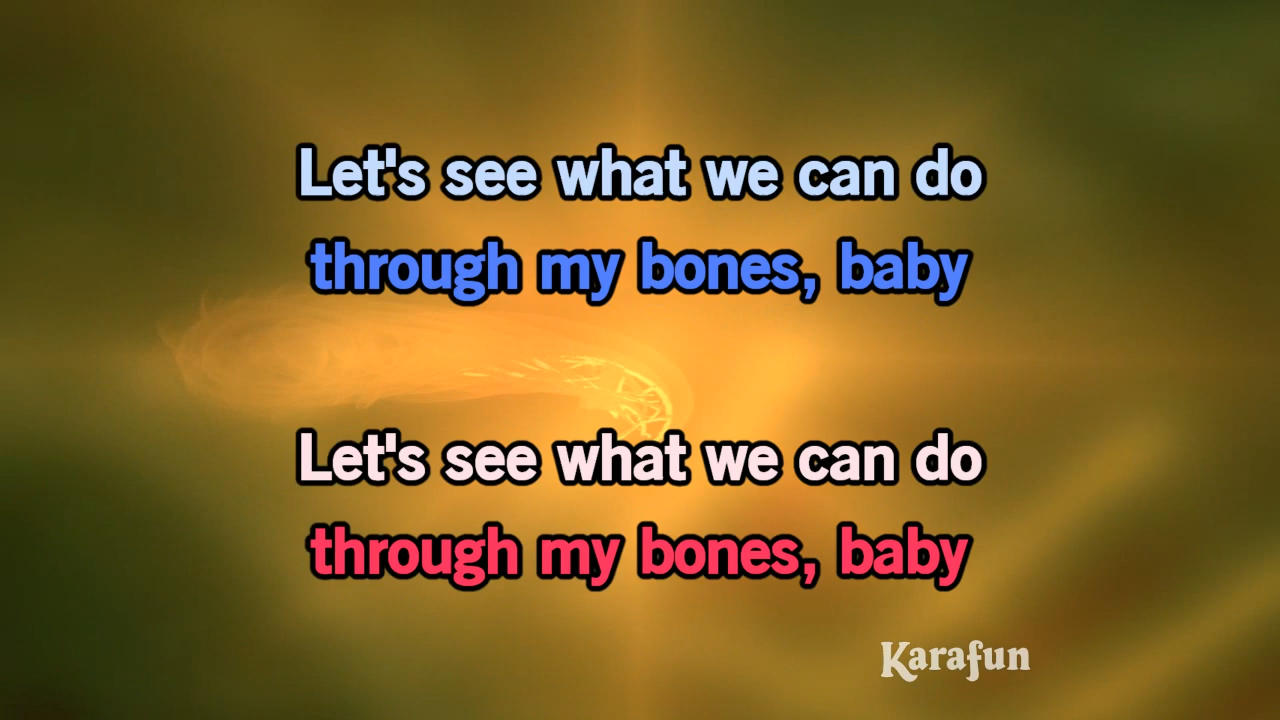 Let's see what we can do
through my bones, baby
Let's see what we can do
through my bones, baby
Karafun